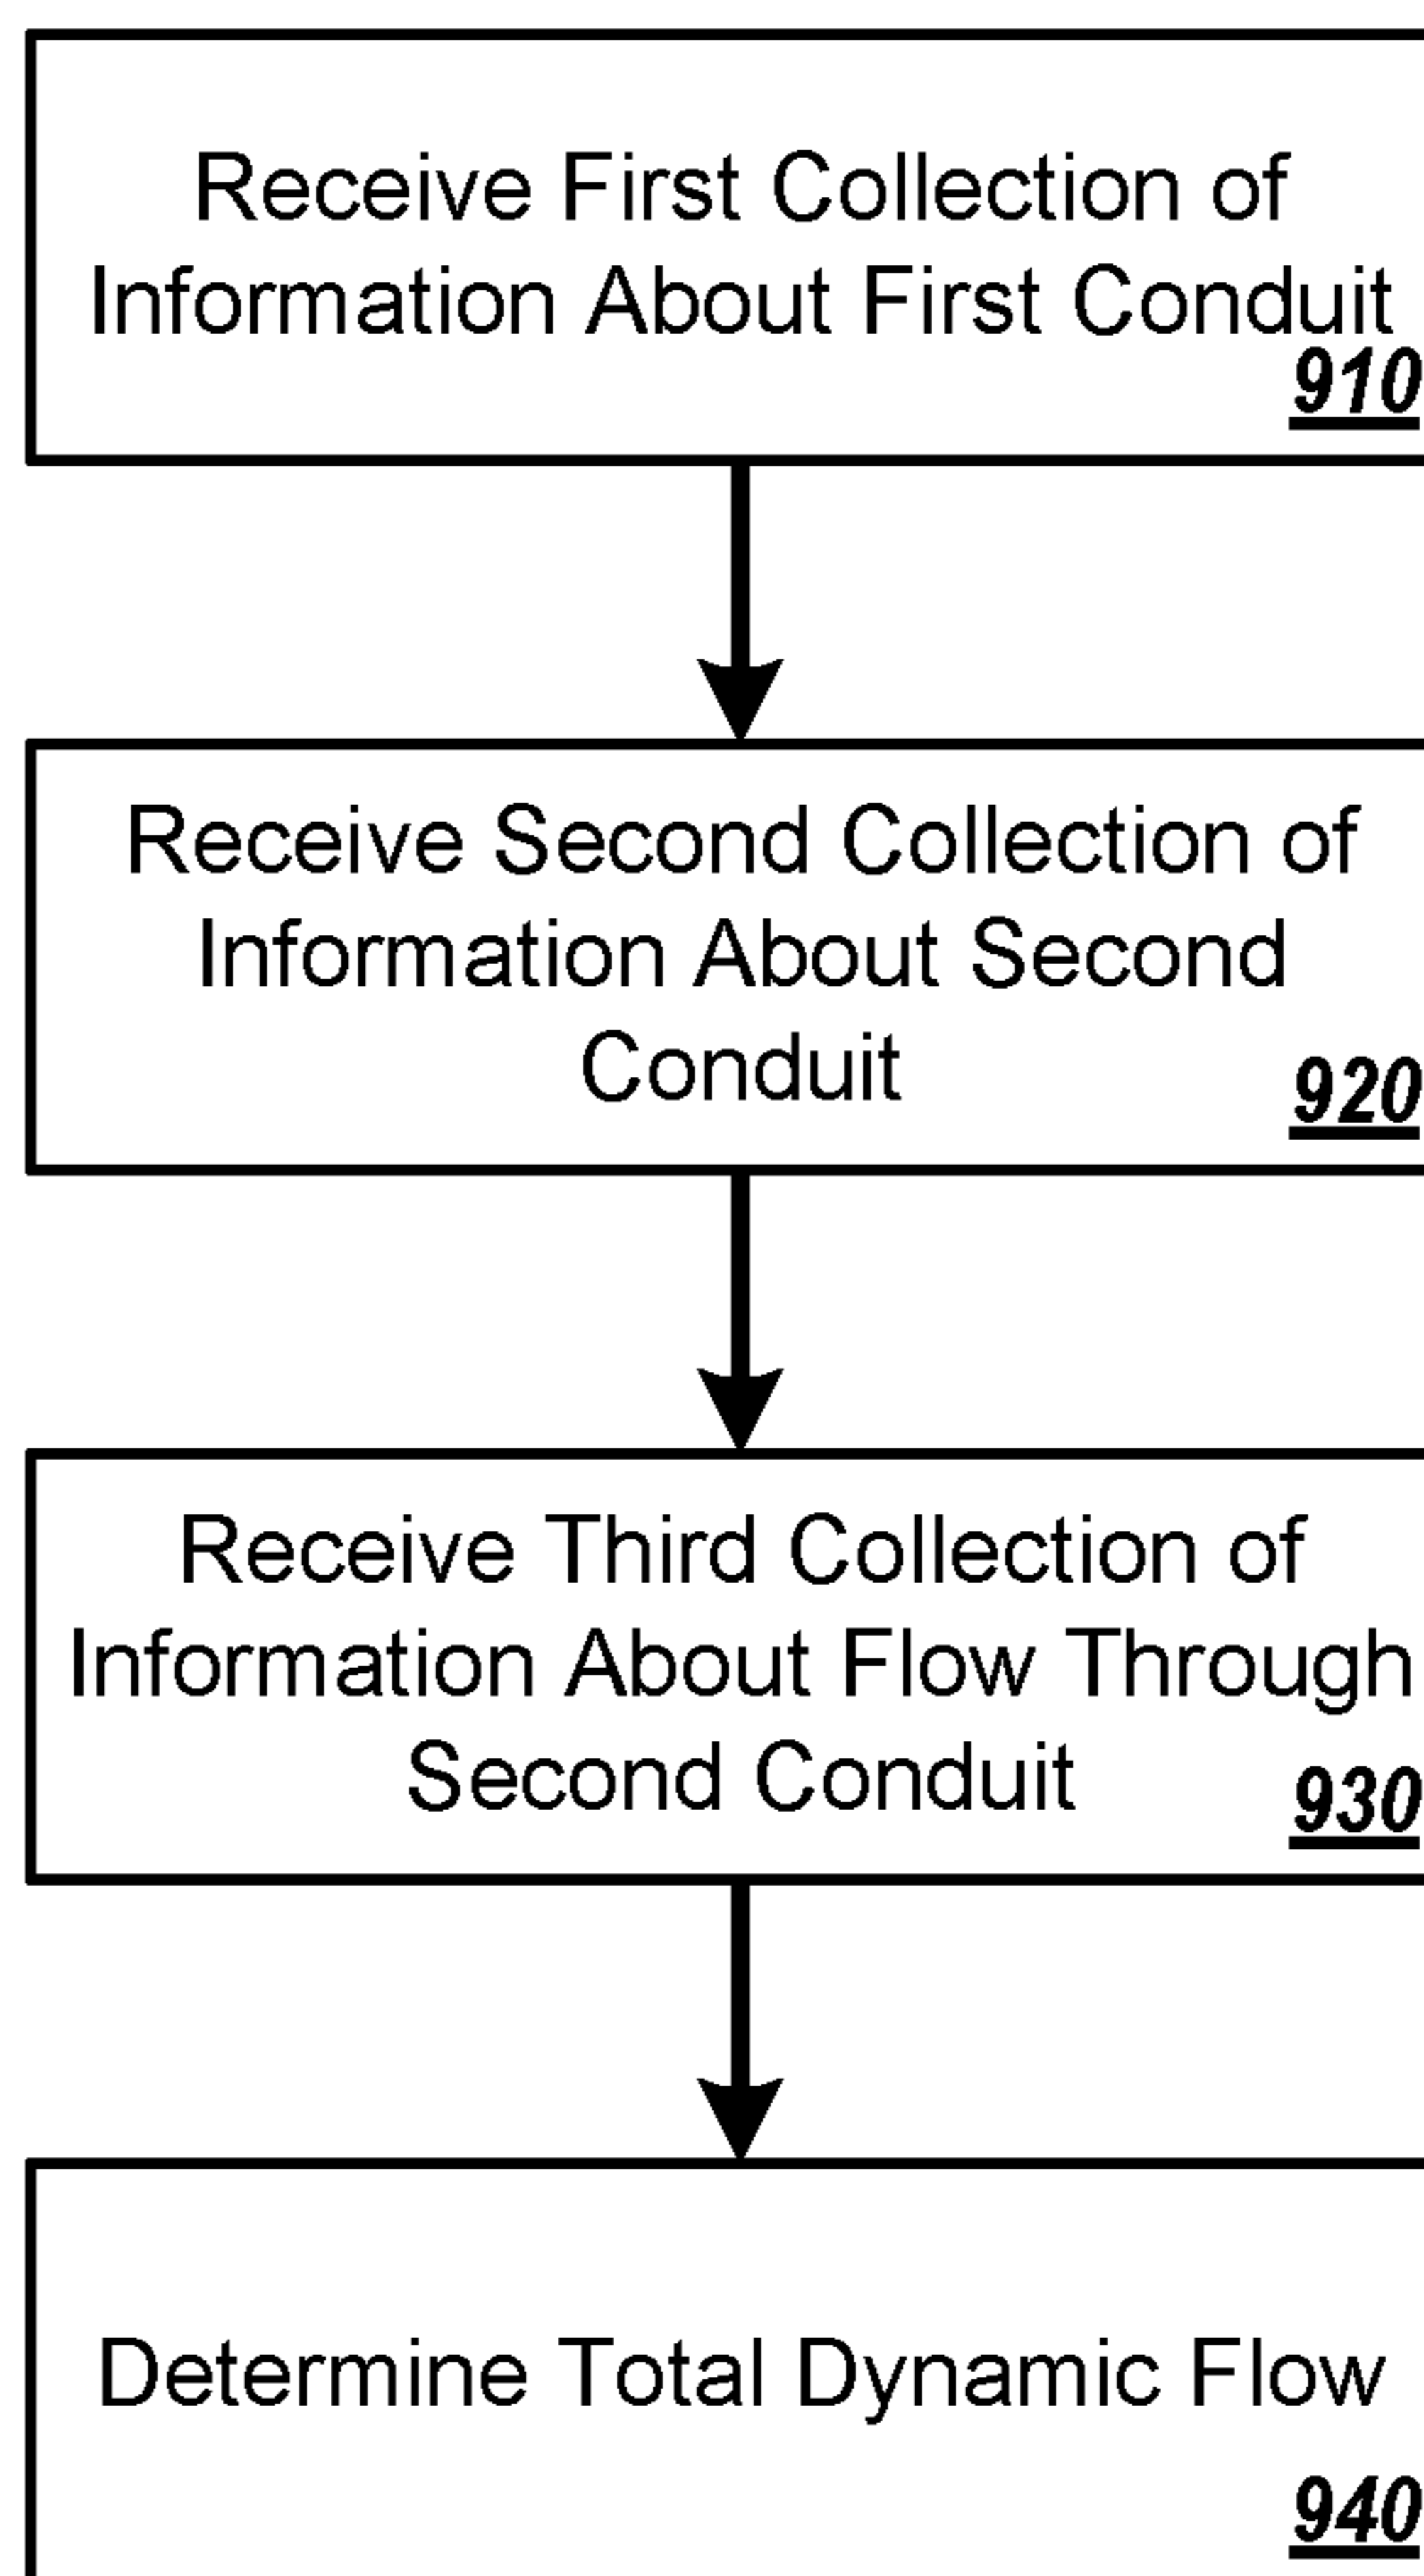 Receive First Collection of
Information About First Conduit
910
Receive Second Collection of
Information About Second
Conduit
920
Receive Third Collection of
Information About Flow Through
Second Conduit
930
Determine Total Dynamic Flow
940